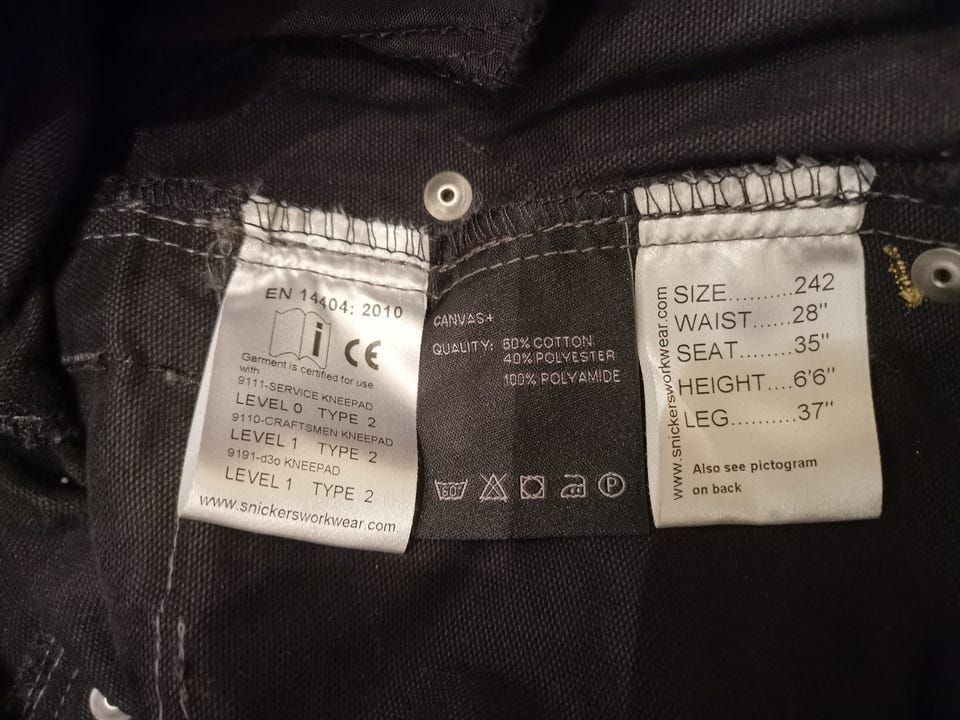 EN 14404: 2010
i CE
Garment is certified for use
with
9111-SERVICE KNEEPAD
LEVEL 0 TYPE 2
9110-CRAFTSMEN KNEEPAD
LEVEL 1 TYPE 2
9191-d3o KNEEPAD
LEVEL 1 TYPE 2
www.snickersworkwear.com
CANVAS+
QUALITY: 60% COTTON
40% POLYESTER
100% POLYAMIDE
60 P
www.snickersworkwear.com
SIZE..........242
WAIST......28"
SEAT........35"
HEIGHT....6'6"
LEG..........37"
Also see pictogram
on back